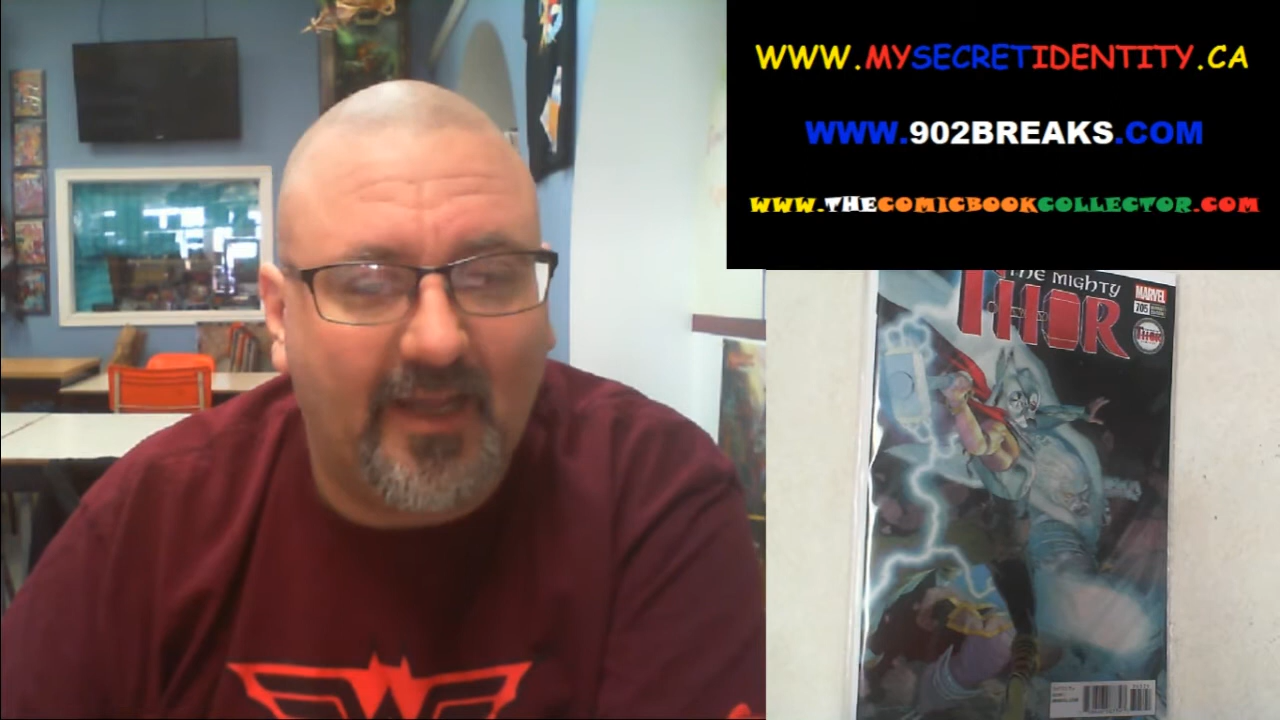 WWW.MYSECRETIDENTITY.CA
WWW.902BREAKS.COM
WWW.THECOMICBOOKCOLLECTOR.COM
THE MIGHTY
THOR
MARVEL
705